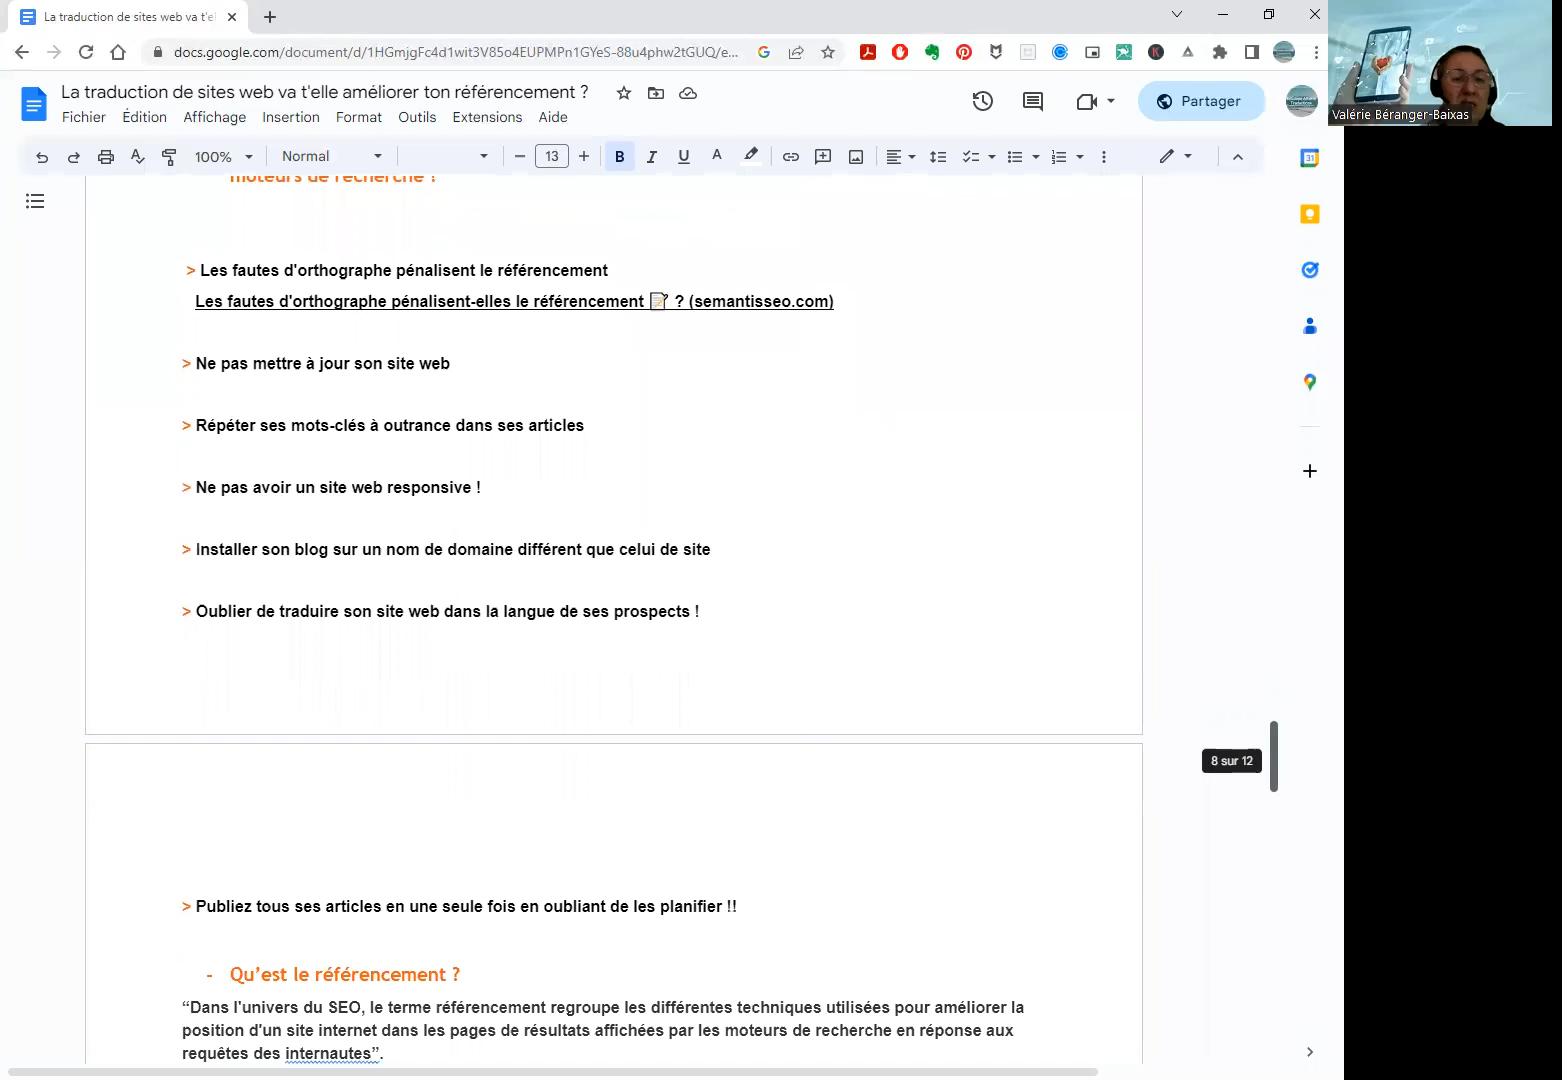 La traduction de sites web va t'el
docs.google.com/document/d/1HGmjgFc4d1wit3V85o4EUPMPn1GYeS-88u4phw2tGUQ/e...
La traduction de sites web va t'elle améliorer ton référencement ?
Partager
Valérie Béranger-Baixas
Fichier Édition Affichage Insertion Format Outils Extensions Aide
100% Normal 13 B I U A
31
moteurs de recherche ?
> Les fautes d'orthographe pénalisent le référencement
Les fautes d'orthographe pénalisent-elles le référencement 📝 ? (semantisseo.com)
> Ne pas mettre à jour son site web
> Répéter ses mots-clés à outrance dans ses articles
> Ne pas avoir un site web responsive !
> Installer son blog sur un nom de domaine différent que celui de site
> Oublier de traduire son site web dans la langue de ses prospects !
8 sur 12
> Publiez tous ses articles en une seule fois en oubliant de les planifier !!
- Qu’est le référencement ?
“Dans l'univers du SEO, le terme référencement regroupe les différentes techniques utilisées pour améliorer la
position d'un site internet dans les pages de résultats affichées par les moteurs de recherche en réponse aux
requêtes des internautes”.